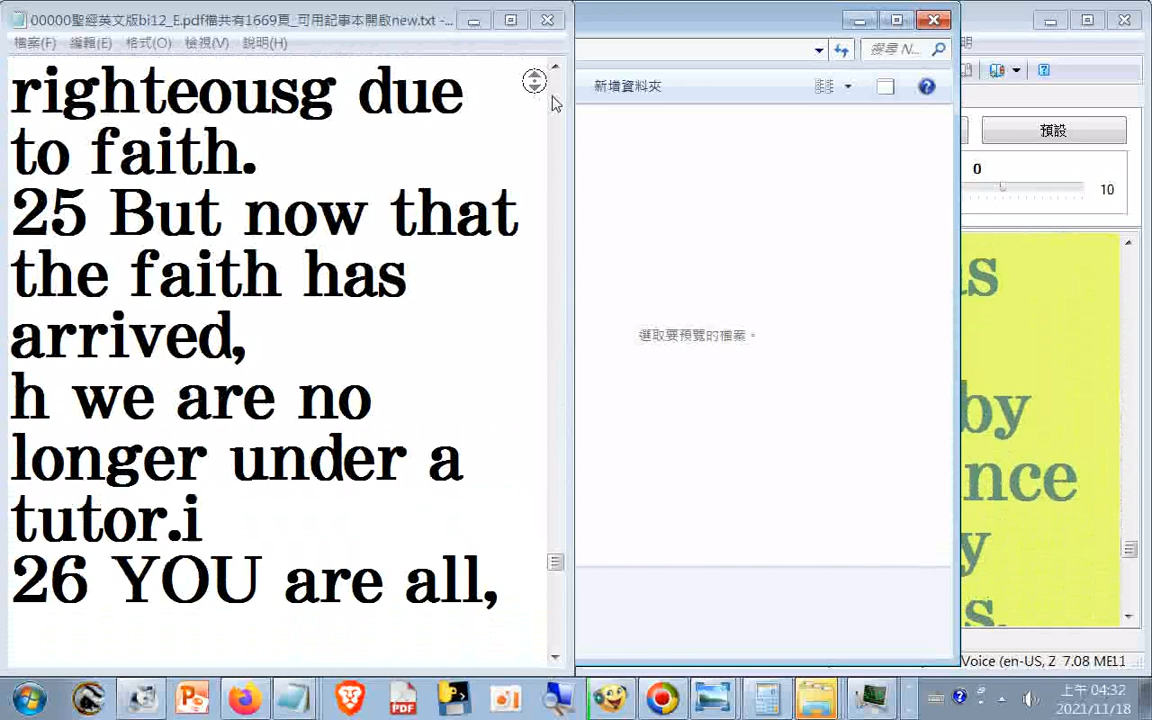 00000聖經英文版bi12_E.pdf檔共有1669頁_可用記事本開啟new.txt -...
檔案(F) 編輯(E) 格式(O) 檢視(V) 說明(H)
righteousg due
to faith.
25 But now that
the faith has
arrived,
h we are no
longer under a
tutor.i
26 YOU are all,
搜尋 N...
新增資料夾
選取要預覽的檔案。
明
預設
0
10
as
by
nce
y
s.
Voice (en-US, Z 7.08 ME11
上午 04:32
2021/11/18